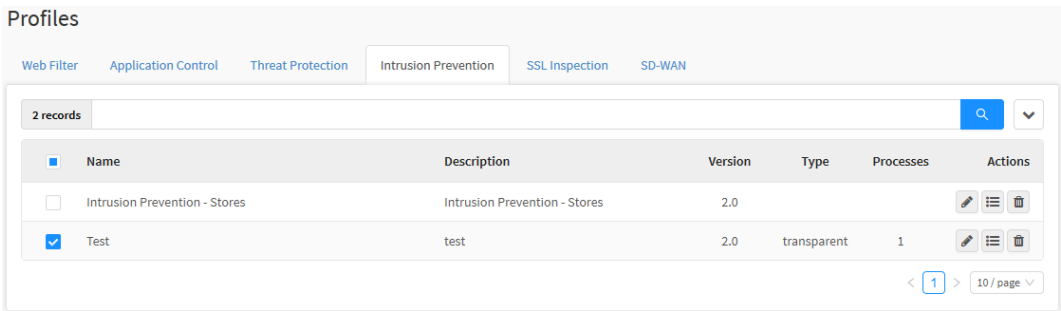 Profiles
Web Filter Application Control Threat Protection Intrusion Prevention SSL Inspection SD-WAN
2 records
Name Description Version Type Processes Actions
Intrusion Prevention - Stores Intrusion Prevention - Stores 2.0
Test test 2.0 transparent 1
< 1 > 10 / page